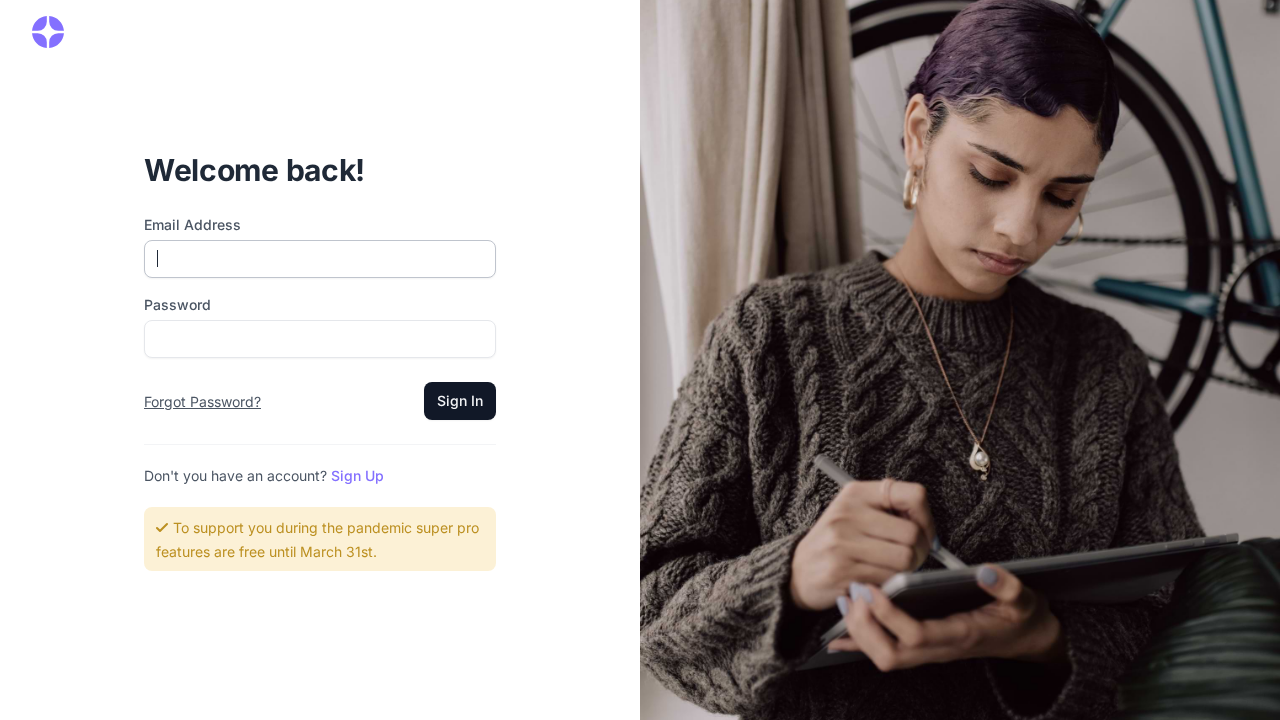 Welcome back!
Email Address
Password
Forgot Password?
Sign In
Don't you have an account? Sign Up
To support you during the pandemic super pro
features are free until March 31st.